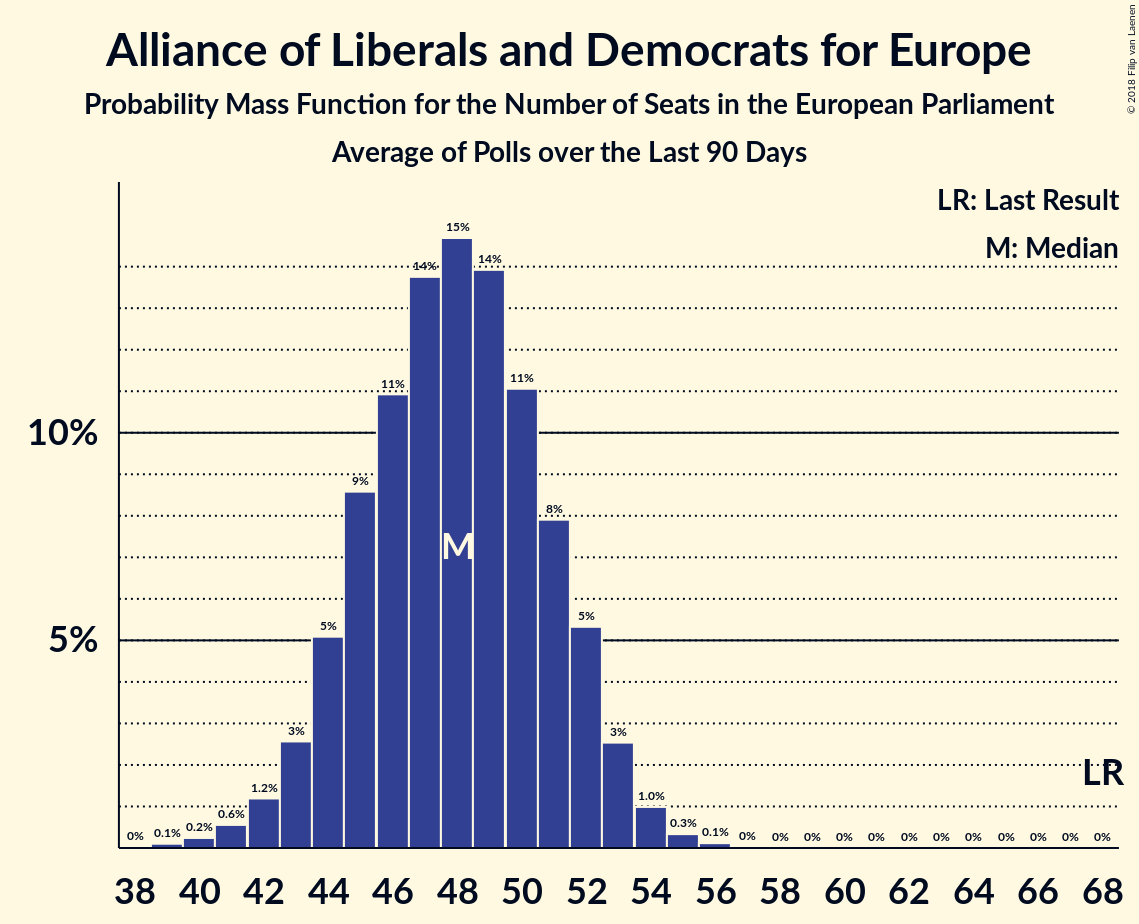 Alliance of Liberals and Democrats for Europe
Probability Mass Function for the Number of Seats in the European Parliament
Average of Polls over the Last 90 Days
© 2018 Filip van Laenen
LR: Last Result
M: Median
10%
5%
0% 0.1% 0.2% 0.6% 1.2% 3% 5% 9% 11% 14% 15% 14% 11% 8% 5% 3% 1.0% 0.3% 0.1% 0% 0% 0% 0% 0% 0% 0% 0% 0% 0% 0% 0%
M
LR
38 40 42 44 46 48 50 52 54 56 58 60 62 64 66 68